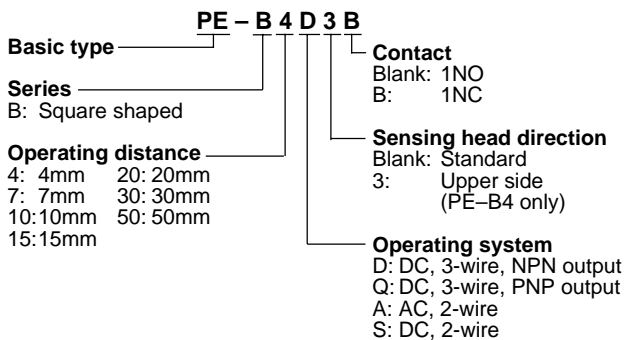 PE – B 4 D 3 B
Basic type
Series
B: Square shaped
Operating distance
4: 4mm 20: 20mm
7: 7mm 30: 30mm
10:10mm 50: 50mm
15:15mm
Contact
Blank: 1NO
B: 1NC
Sensing head direction
Blank: Standard
3: Upper side
(PE–B4 only)
Operating system
D: DC, 3-wire, NPN output
Q: DC, 3-wire, PNP output
A: AC, 2-wire
S: DC, 2-wire